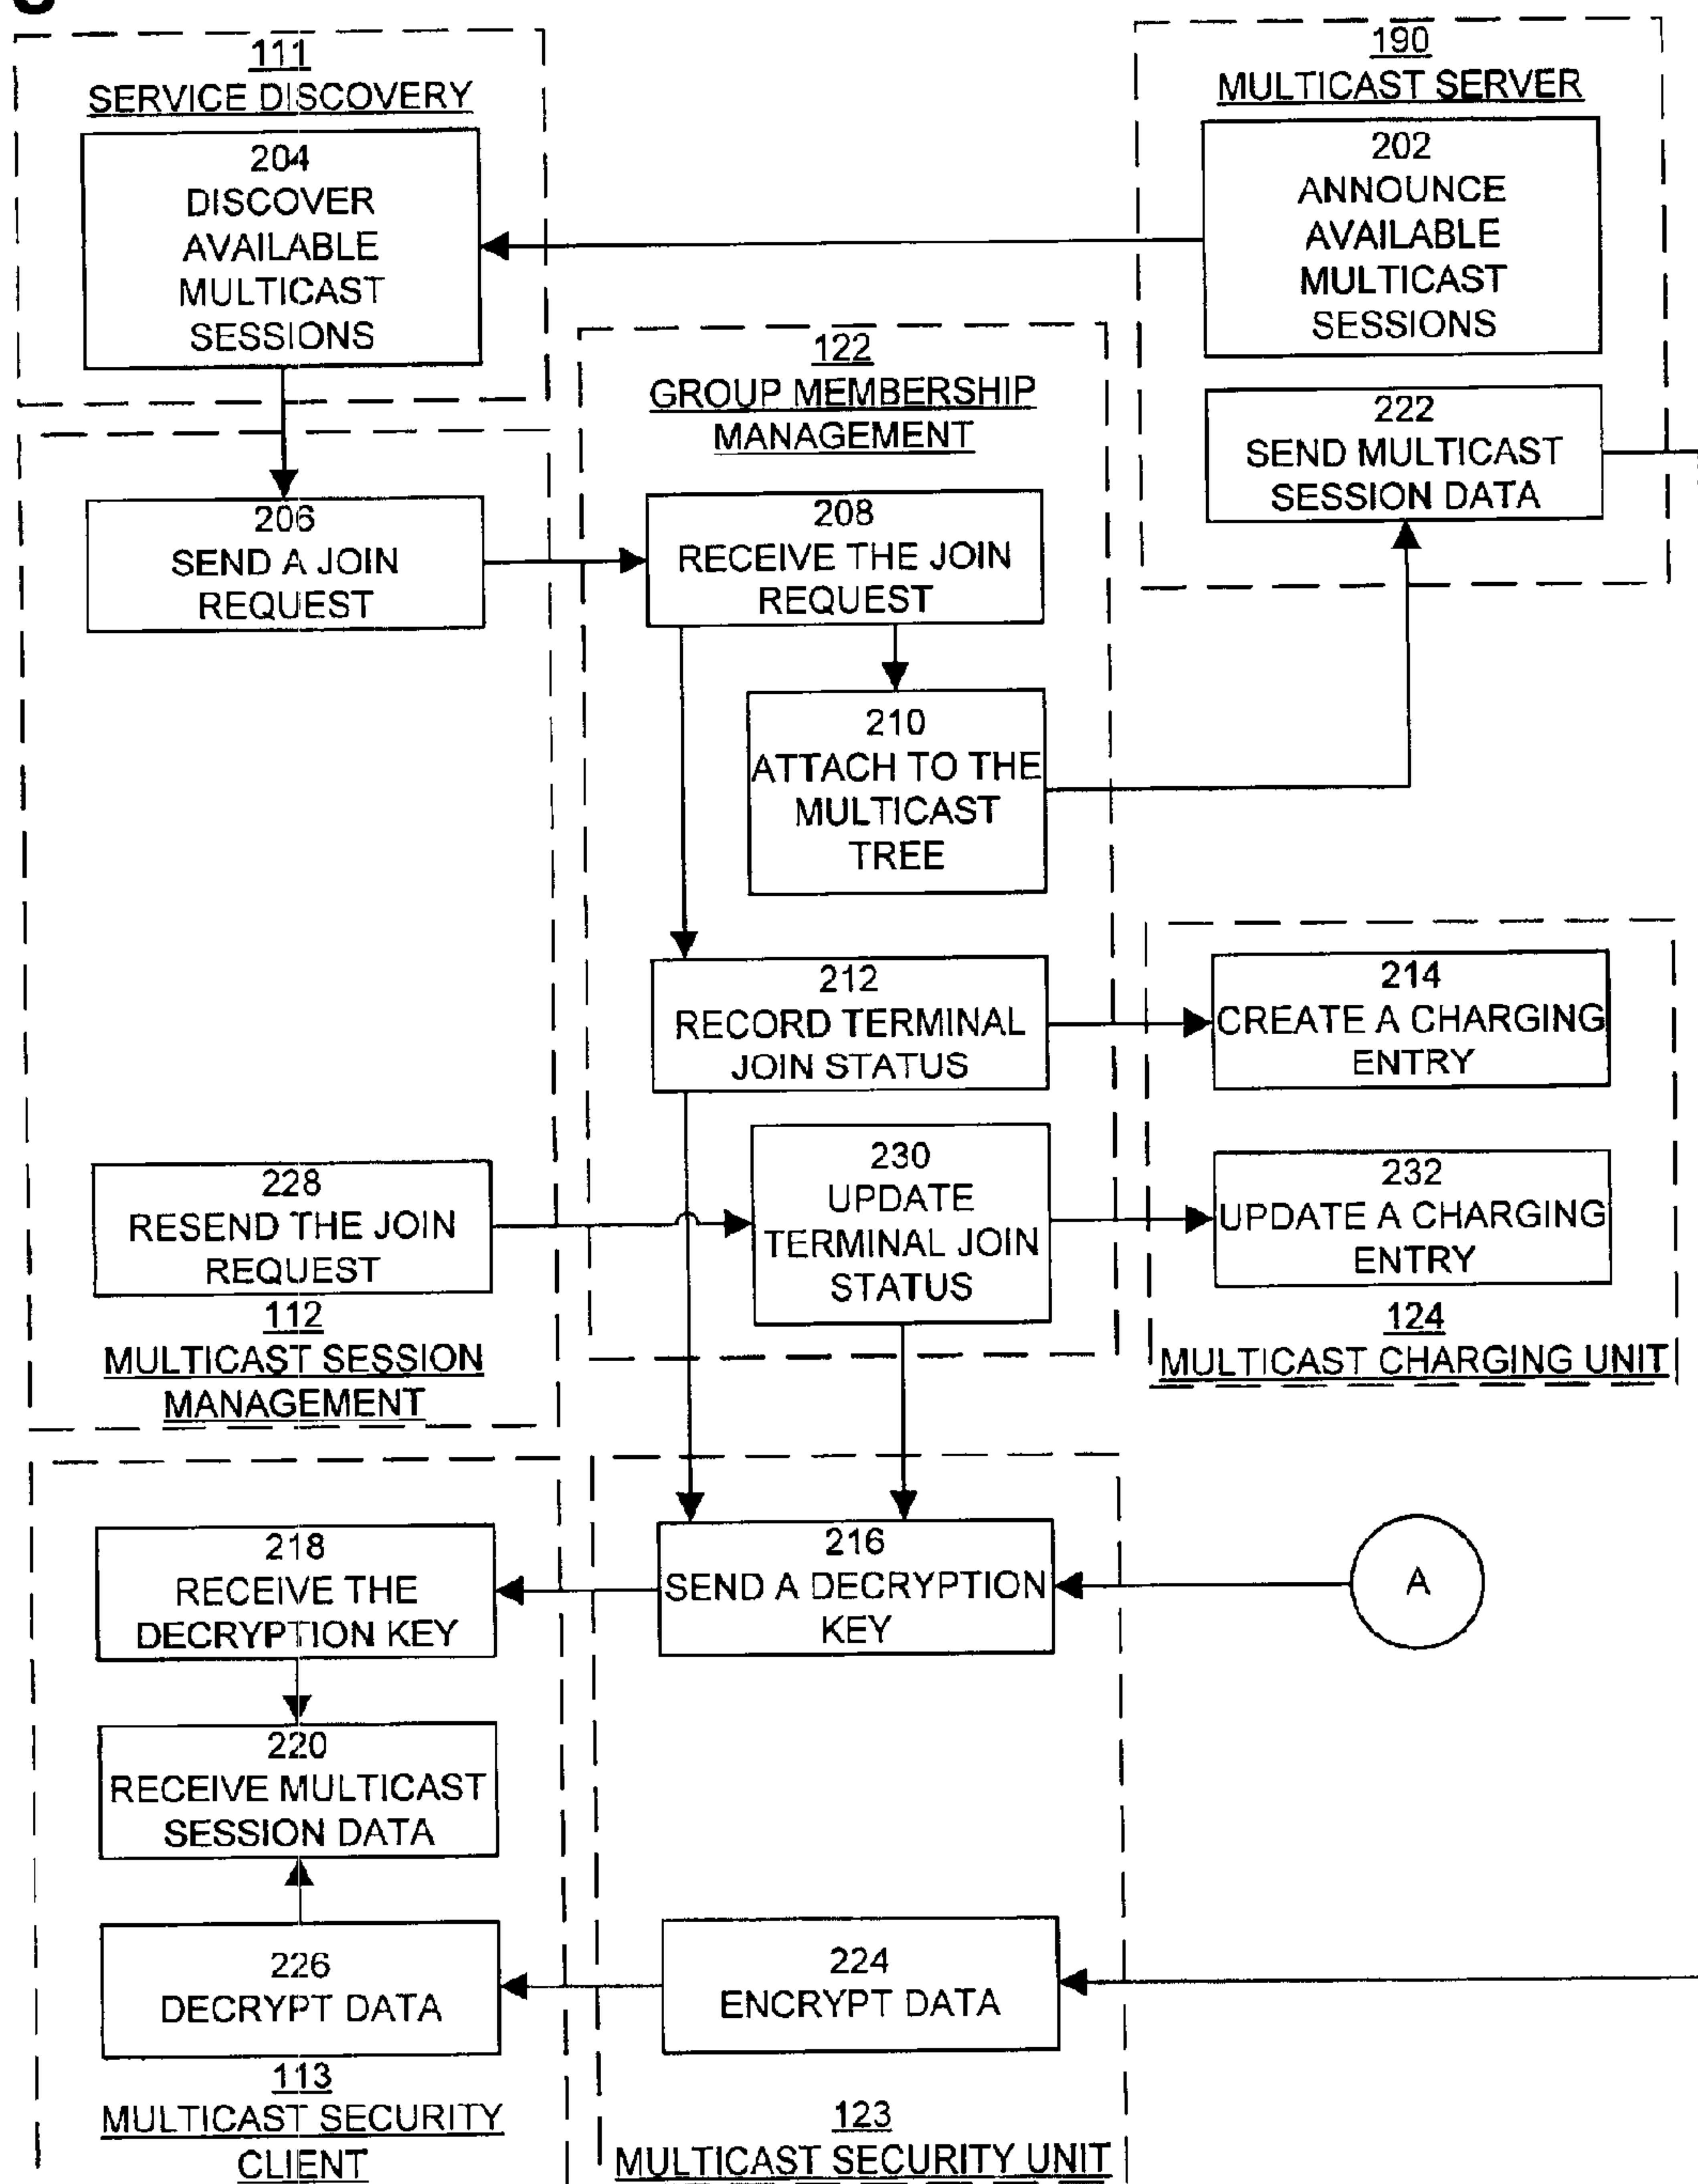 111
SERVICE DISCOVERY
204
DISCOVER
AVAILABLE
MULTICAST
SESSIONS
190
MULTICAST SERVER
202
ANNOUNCE
AVAILABLE
MULTICAST
SESSIONS
222
SEND MULTICAST
SESSION DATA
122
GROUP MEMBERSHIP
MANAGEMENT
206
SEND A JOIN
REQUEST
208
RECEIVE THE JOIN
REQUEST
210
ATTACH TO THE
MULTICAST
TREE
212
RECORD TERMINAL
JOIN STATUS
214
CREATE A CHARGING
ENTRY
228
RESEND THE JOIN
REQUEST
112
MULTICAST SESSION
MANAGEMENT
230
UPDATE
TERMINAL JOIN
STATUS
232
UPDATE A CHARGING
ENTRY
124
MULTICAST CHARGING UNIT
218
RECEIVE THE
DECRYPTION KEY
216
SEND A DECRYPTION
KEY
A
220
RECEIVE MULTICAST
SESSION DATA
226
DECRYPT DATA
224
ENCRYPT DATA
113
MULTICAST SECURITY
CLIENT
123
MULTICAST SECURITY UNIT